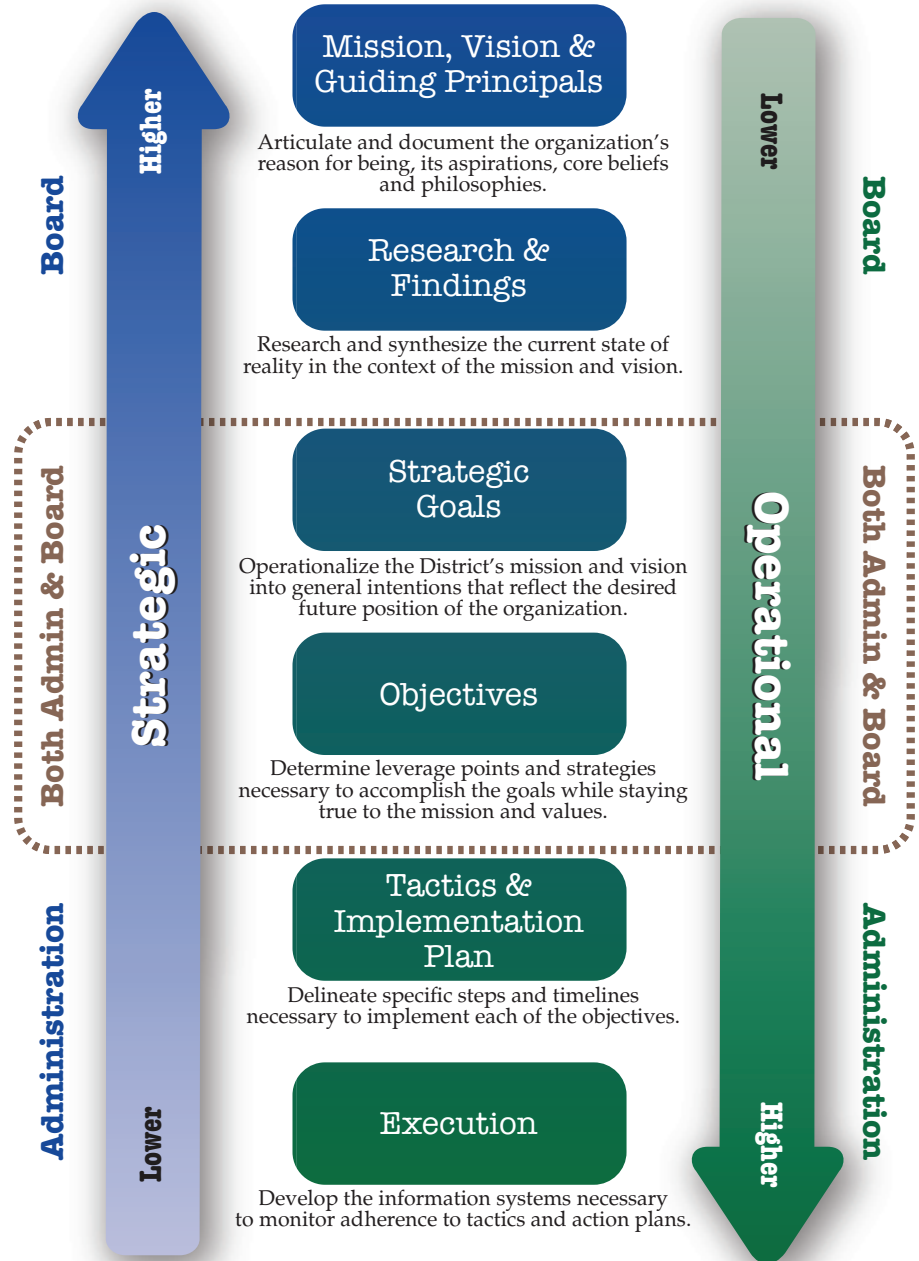 Mission, Vision &
Guiding Principals
Articulate and document the organization's
reason for being, its aspirations, core beliefs
and philosophies.
Research &
Findings
Research and synthesize the current state of
reality in the context of the mission and vision.
Strategic
Goals
Operationalize the District's mission and vision
into general intentions that reflect the desired
future position of the organization.
Objectives
Determine leverage points and strategies
necessary to accomplish the goals while staying
true to the mission and values.
Tactics &
Implementation
Plan
Delineate specific steps and timelines
necessary to implement each of the objectives.
Execution
Develop the information systems necessary
to monitor adherence to tactics and action plans.
Board
Both Admin & Board
Administration
Higher
Strategic
Lower
Lower
Operational
Higher
Board
Both Admin & Board
Administration